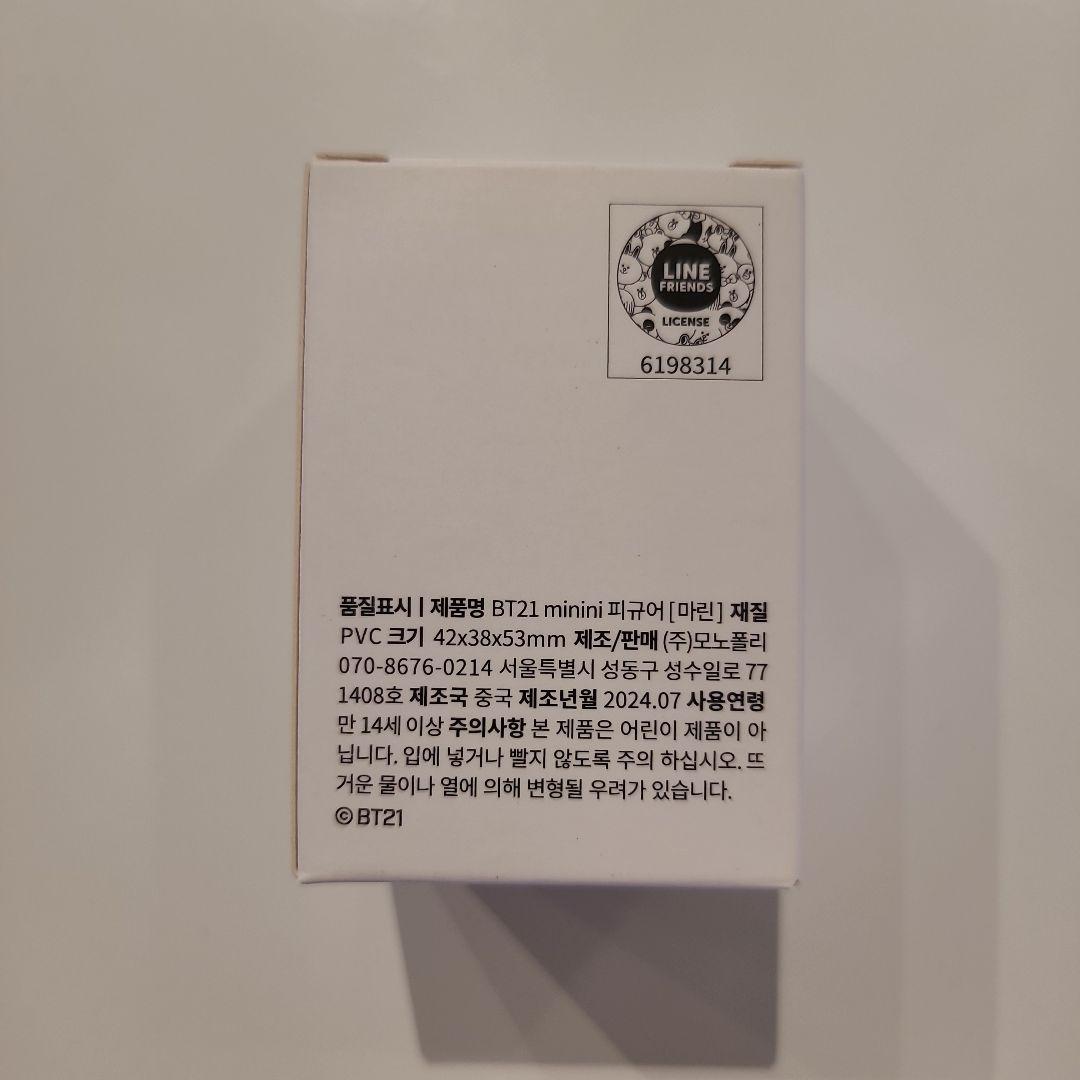 LINE
FRIENDS
LICENSE
6198314
품질표시 | 제품명 BT21 minini 피규어 [마린] 재질
PVC 크기 42x38x53mm 제조/판매 (주)모노폴리
070-8676-0214 서울특별시 성동구 성수일로 77
1408호 제조국 중국 제조년월 2024.07 사용연령
만 14세 이상 주의사항 본 제품은 어린이 제품이 아
닙니다. 입에 넣거나 빨지 않도록 주의 하십시오. 뜨
거운 물이나 열에 의해 변형될 우려가 있습니다.
© BT21